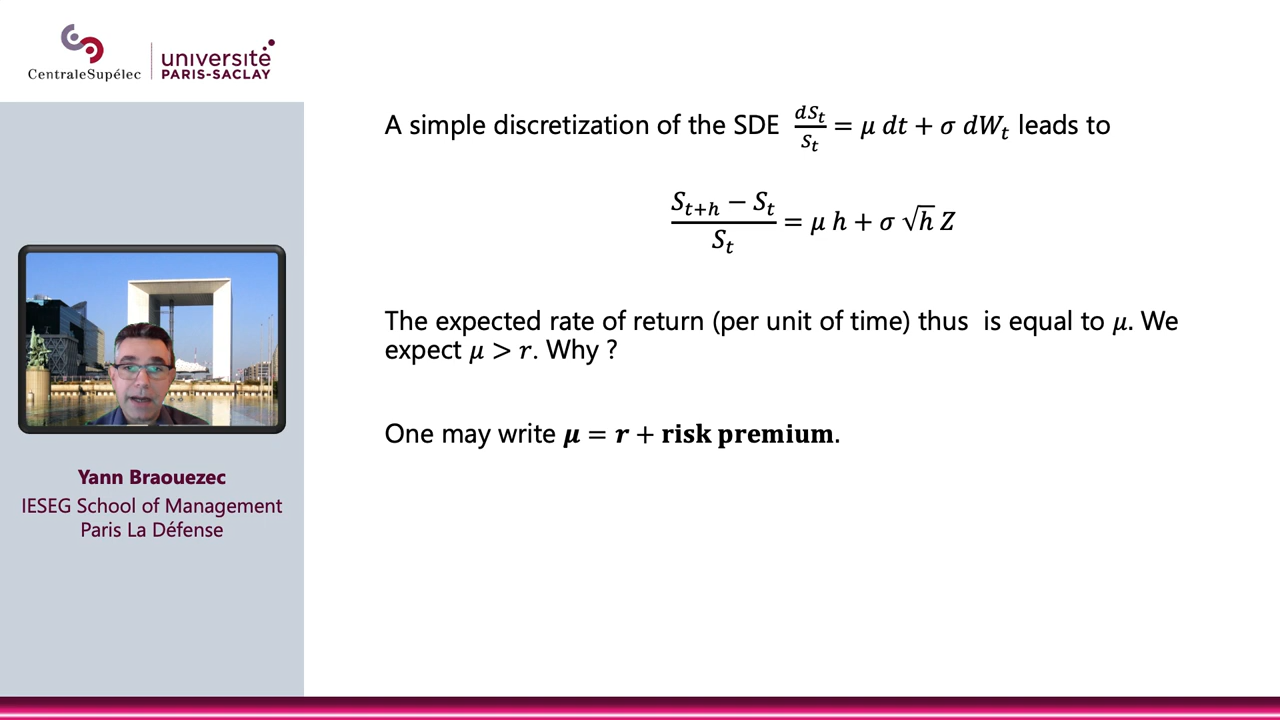 CentraleSupélec
université
PARIS-SACLAY
A simple discretization of the SDE dS_t/S_t = μ dt + σ dW_t leads to
(S_{t+h} − S_t)/S_t = μ h + σ √h Z
The expected rate of return (per unit of time) thus is equal to μ. We
expect μ > r. Why ?
One may write μ = r + risk premium.
Yann Braouezec
IESEG School of Management
Paris La Défense